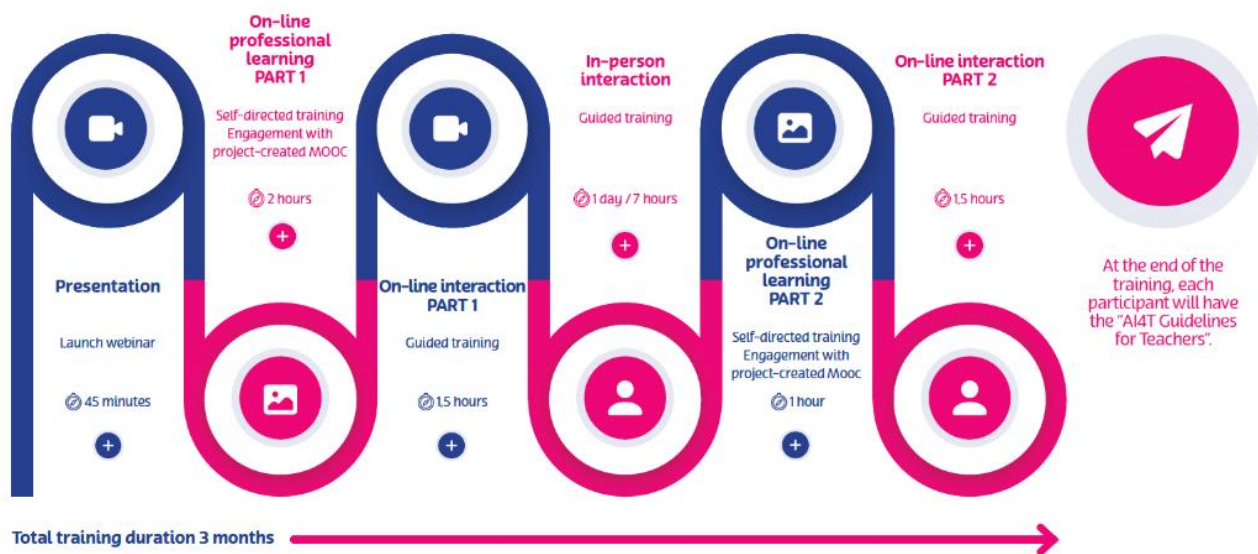 On-line
professional
learning
PART 1
Self-directed training
Engagement with
project-created MOOC
2 hours
In-person
interaction
Guided training
1 day / 7 hours
On-line interaction
PART 2
Guided training
1,5 hours
Presentation
Launch webinar
45 minutes
On-line interaction
PART 1
Guided training
1,5 hours
On-line
professional
learning
PART 2
Self-directed training
Engagement with
project-created Mooc
1 hour
At the end of the
training, each
participant will have
the "AI4T Guidelines
for Teachers".
Total training duration 3 months